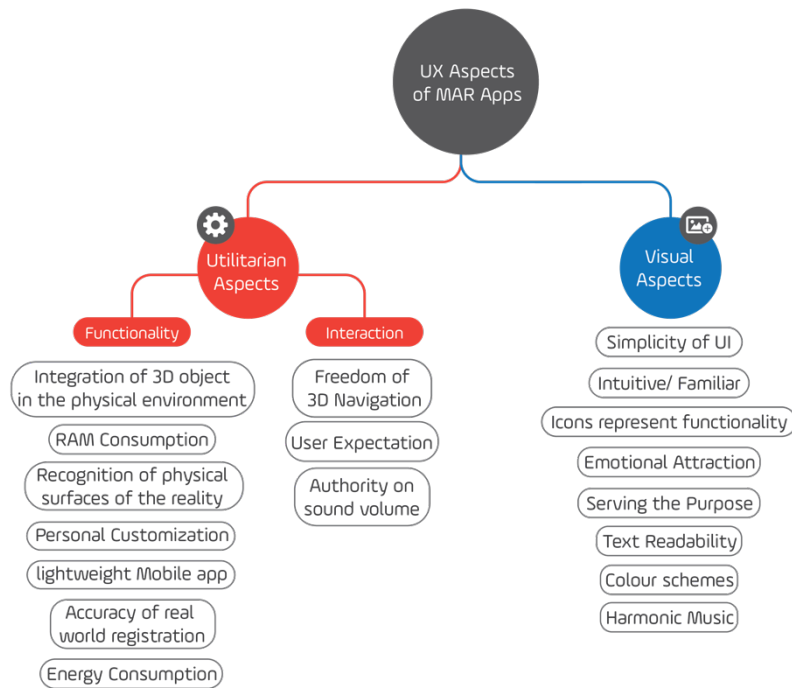 UX Aspects
of MAR Apps
Utilitarian
Aspects
Visual
Aspects
Functionality
Integration of 3D object
in the physical environment
RAM Consumption
Recognition of physical
surfaces of the reality
Personal Customization
lightweight Mobile app
Accuracy of real
world registration
Energy Consumption
Interaction
Freedom of
3D Navigation
User Expectation
Authority on
sound volume
Simplicity of UI
Intuitive/ Familiar
Icons represent functionality
Emotional Attraction
Serving the Purpose
Text Readability
Colour schemes
Harmonic Music